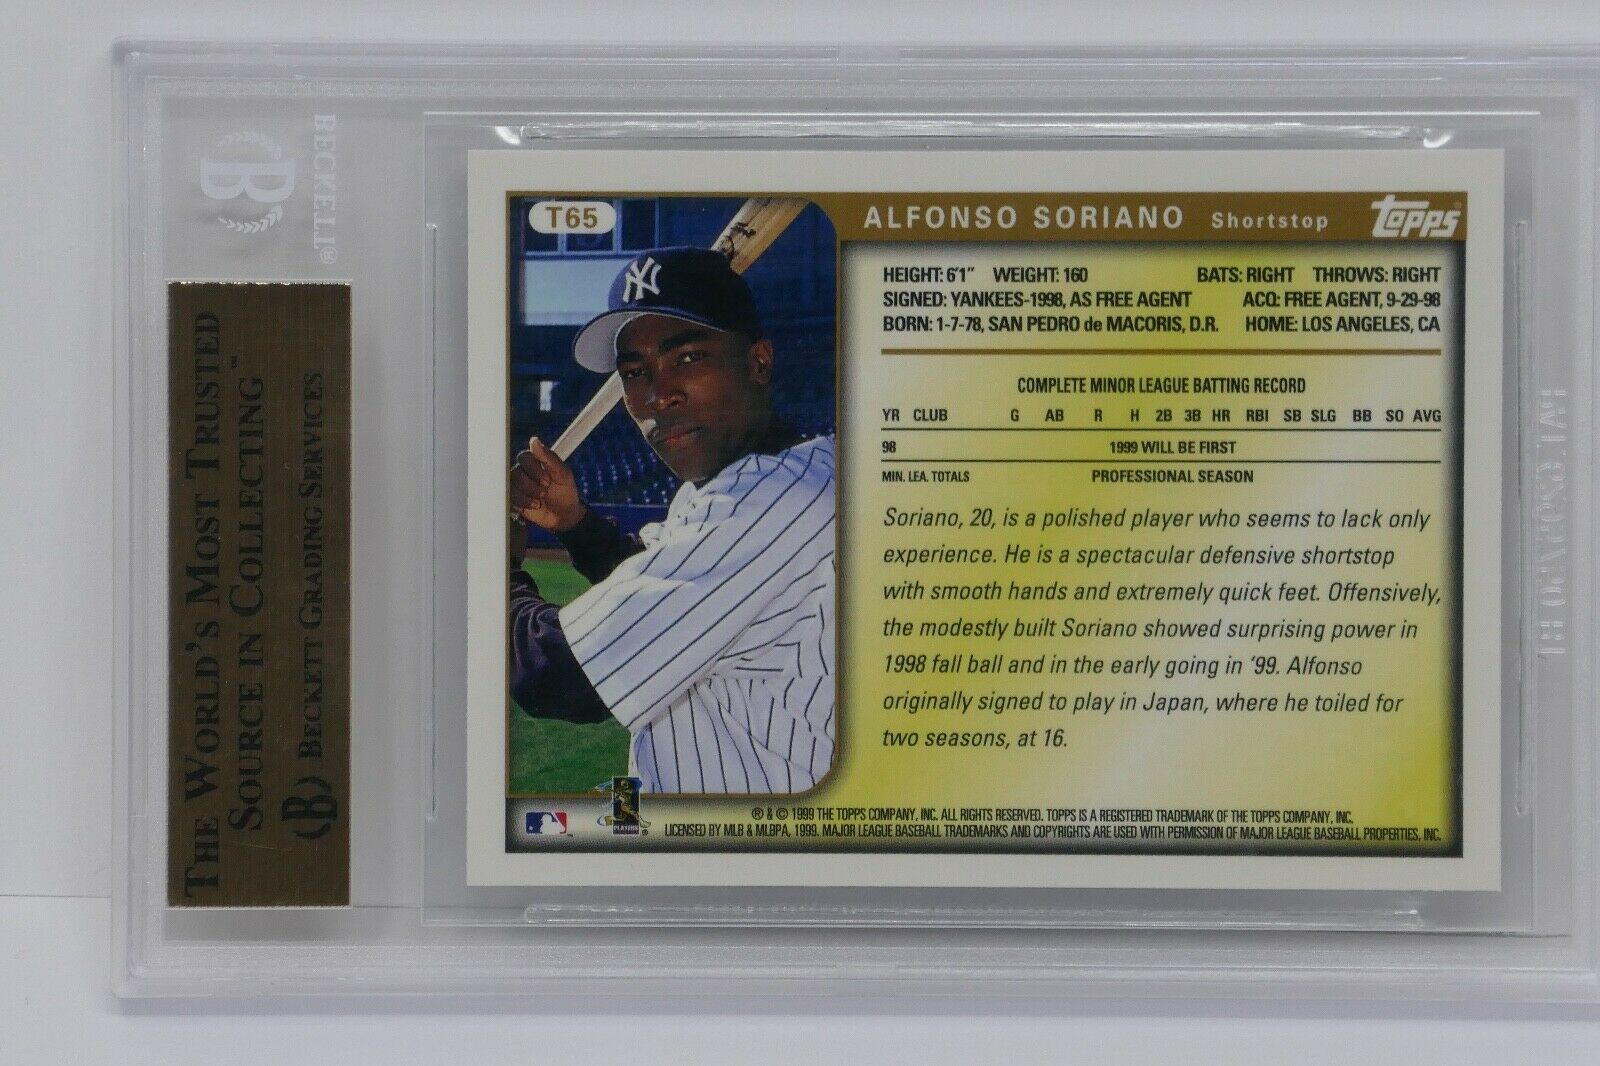 BECKETT®
B
THE WORLD'S MOST TRUSTED
SOURCE IN COLLECTING™
(B) BECKETT GRADING SERVICES
T65
NY
ALFONSO SORIANO Shortstop
TOPPS
HEIGHT: 6'1" WEIGHT: 160 BATS: RIGHT THROWS: RIGHT
SIGNED: YANKEES-1998, AS FREE AGENT ACQ: FREE AGENT, 9-29-98
BORN: 1-7-78, SAN PEDRO de MACORIS, D.R. HOME: LOS ANGELES, CA
COMPLETE MINOR LEAGUE BATTING RECORD
YR CLUB G AB R H 2B 3B HR RBI SB SLG BB SO AVG
98 1999 WILL BE FIRST
MIN. LEA. TOTALS PROFESSIONAL SEASON
Soriano, 20, is a polished player who seems to lack only
experience. He is a spectacular defensive shortstop
with smooth hands and extremely quick feet. Offensively,
the modestly built Soriano showed surprising power in
1998 fall ball and in the early going in '99. Alfonso
originally signed to play in Japan, where he toiled for
two seasons, at 16.
PLAYERS
® & © 1999 THE TOPPS COMPANY, INC. ALL RIGHTS RESERVED. TOPPS IS A REGISTERED TRADEMARK OF THE TOPPS COMPANY, INC.
LICENSED BY MLB & MLBPA, 1999. MAJOR LEAGUE BASEBALL TRADEMARKS AND COPYRIGHTS ARE USED WITH PERMISSION OF MAJOR LEAGUE BASEBALL PROPERTIES, INC.